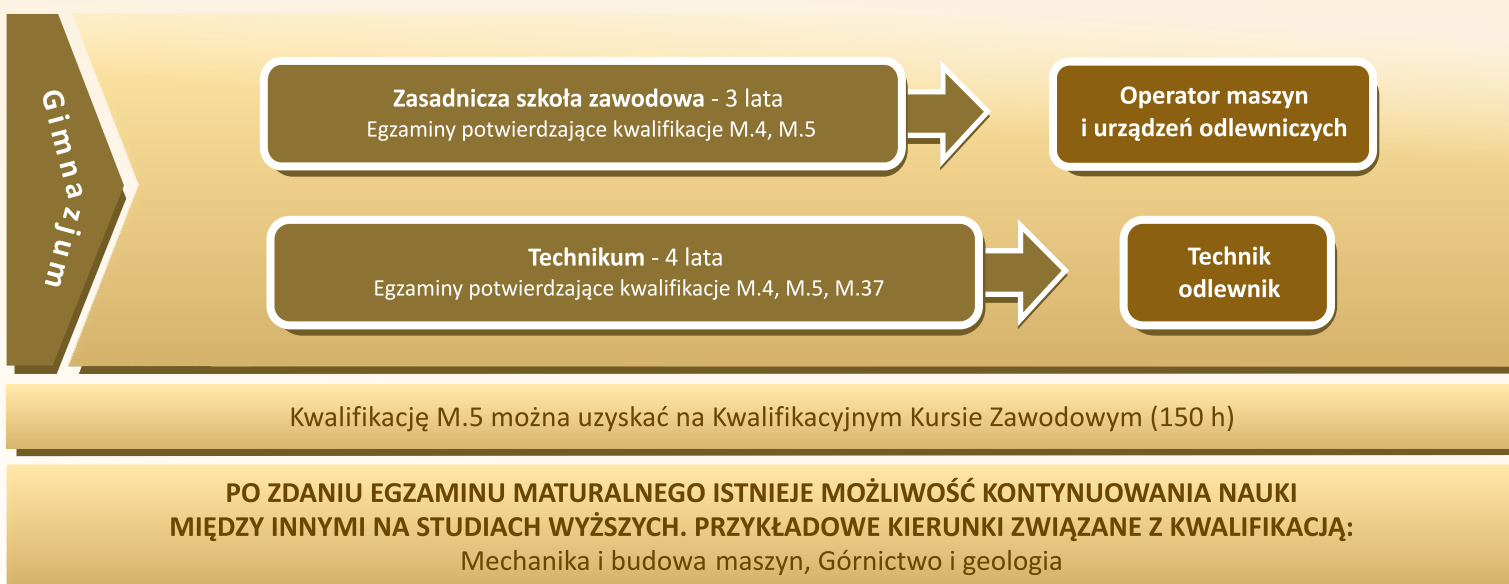 Gimnazjum
Zasadnicza szkoła zawodowa - 3 lata
Egzaminy potwierdzające kwalifikacje M.4, M.5
Operator maszyn
i urządzeń odlewniczych
Technikum - 4 lata
Egzaminy potwierdzające kwalifikacje M.4, M.5, M.37
Technik
odlewnik
Kwalifikację M.5 można uzyskać na Kwalifikacyjnym Kursie Zawodowym (150 h)
PO ZDANIU EGZAMINU MATURALNEGO ISTNIEJE MOŻLIWOŚĆ KONTYNUOWANIA NAUKI
MIĘDZY INNYMI NA STUDIACH WYŻSZYCH. PRZYKŁADOWE KIERUNKI ZWIĄZANE Z KWALIFIKACJĄ:
Mechanika i budowa maszyn, Górnictwo i geologia